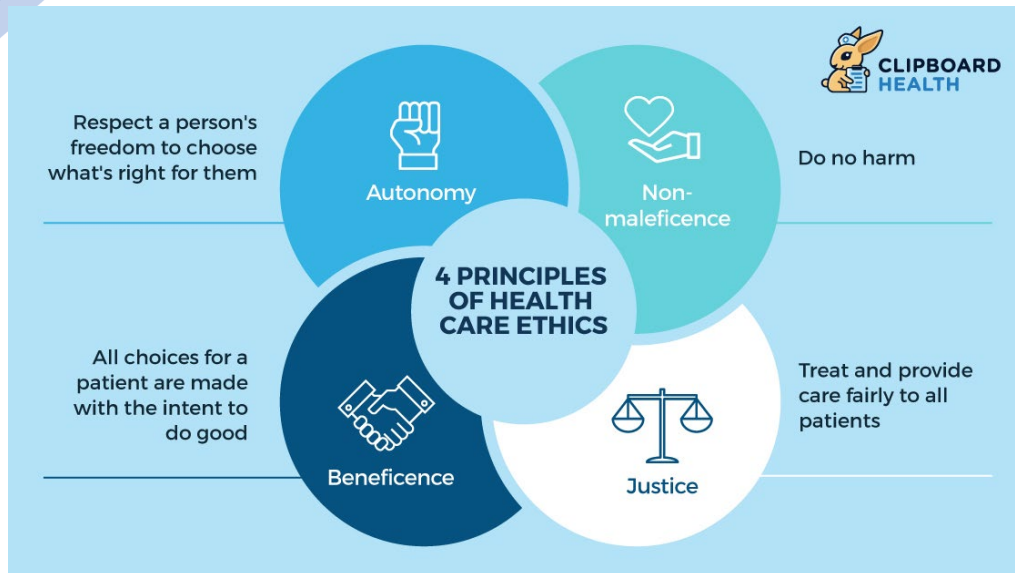 CLIPBOARD
HEALTH
Respect a person's
freedom to choose
what's right for them
Autonomy
Non-
maleficence
Do no harm
4 PRINCIPLES
OF HEALTH
CARE ETHICS
All choices for a
patient are made
with the intent to
do good
Beneficence
Justice
Treat and provide
care fairly to all
patients